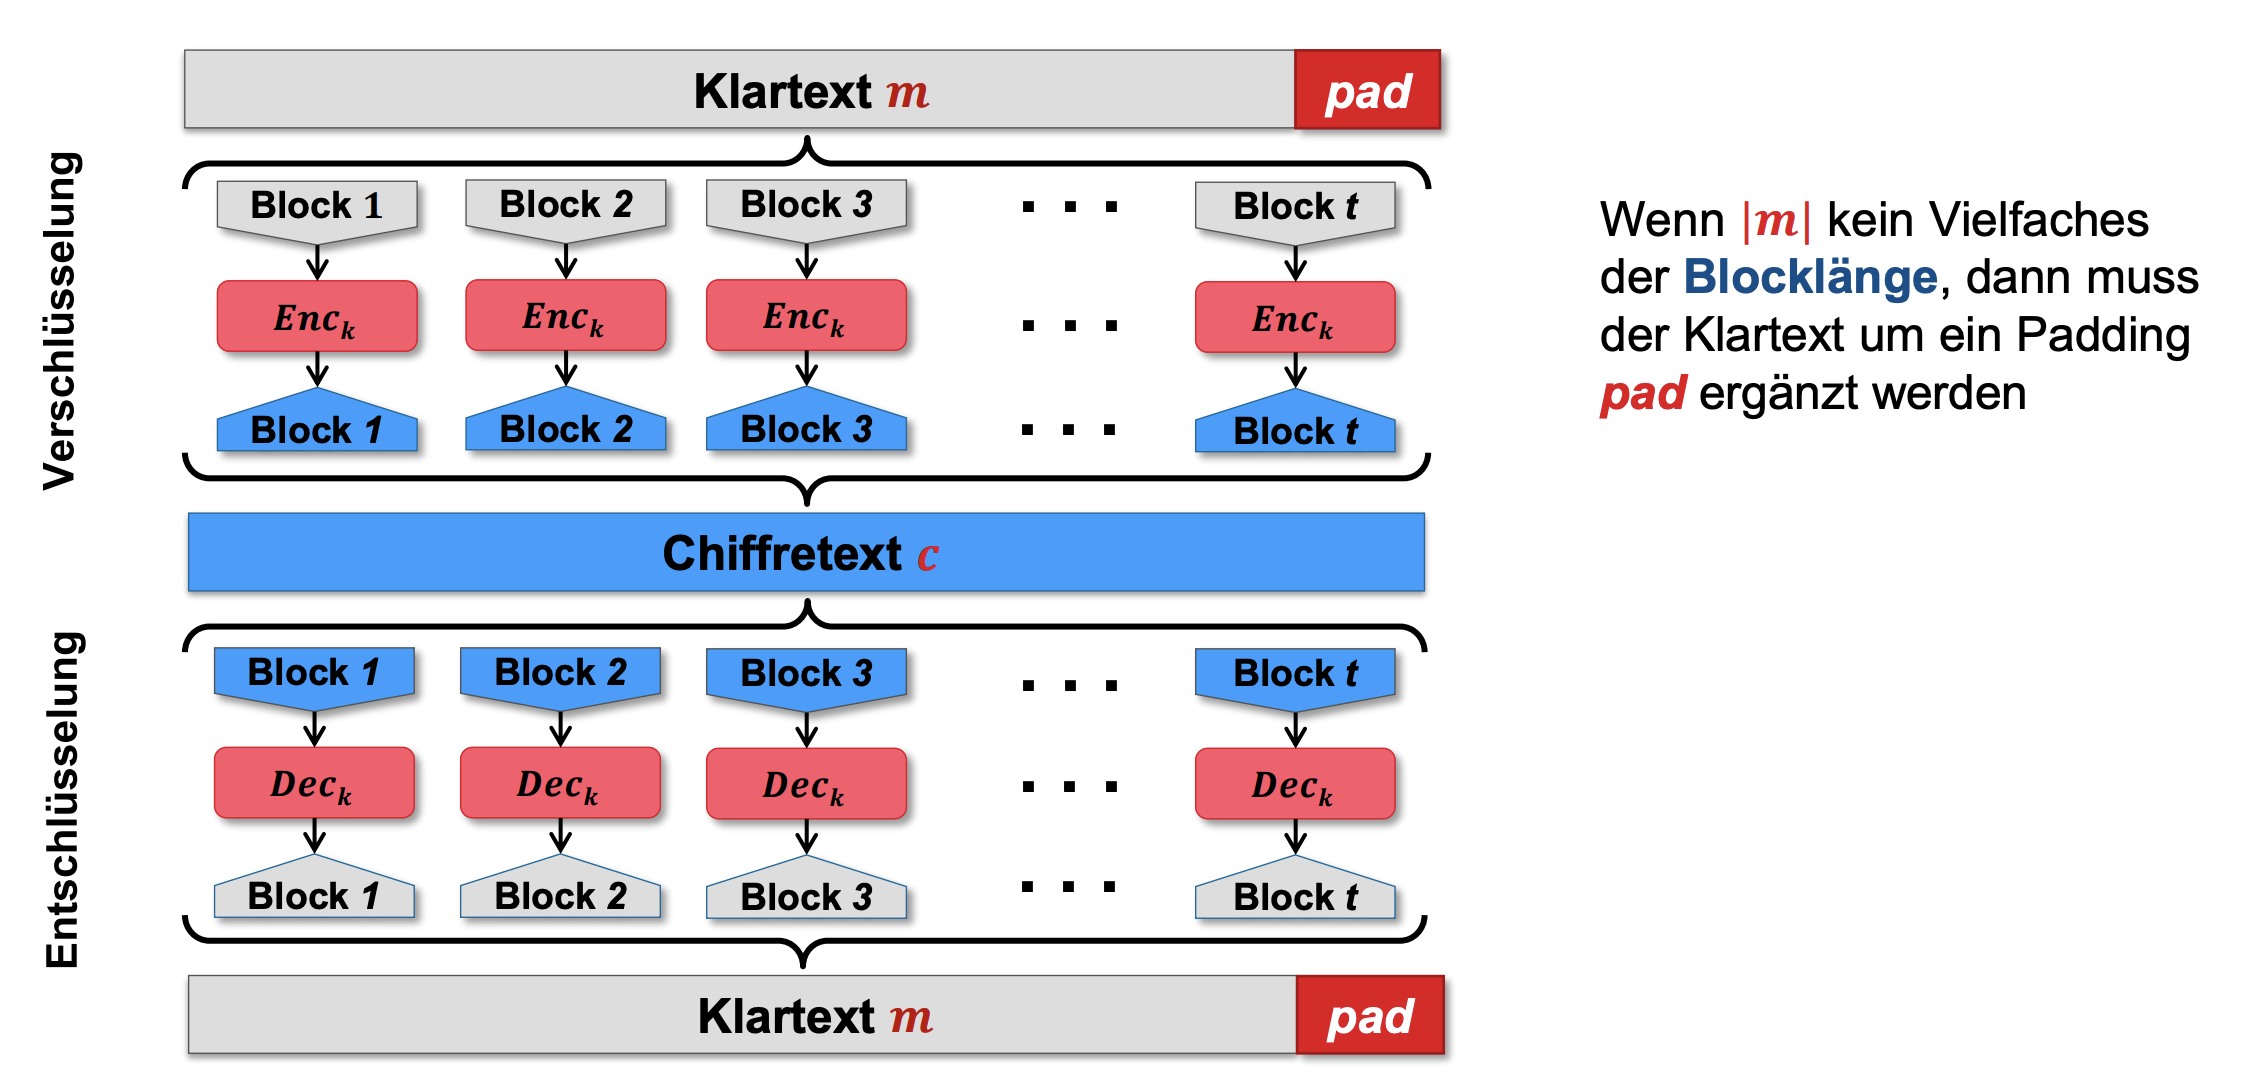 Klartext m pad
Verschlüsselung
Block 1 Block 2 Block 3 . . . Block t
Enc_k Enc_k Enc_k . . . Enc_k
Block 1 Block 2 Block 3 . . . Block t
Chiffretext c
Entschlüsselung
Block 1 Block 2 Block 3 . . . Block t
Dec_k Dec_k Dec_k . . . Dec_k
Block 1 Block 2 Block 3 . . . Block t
Klartext m pad
Wenn |m| kein Vielfaches
der Blocklänge, dann muss
der Klartext um ein Padding
pad ergänzt werden